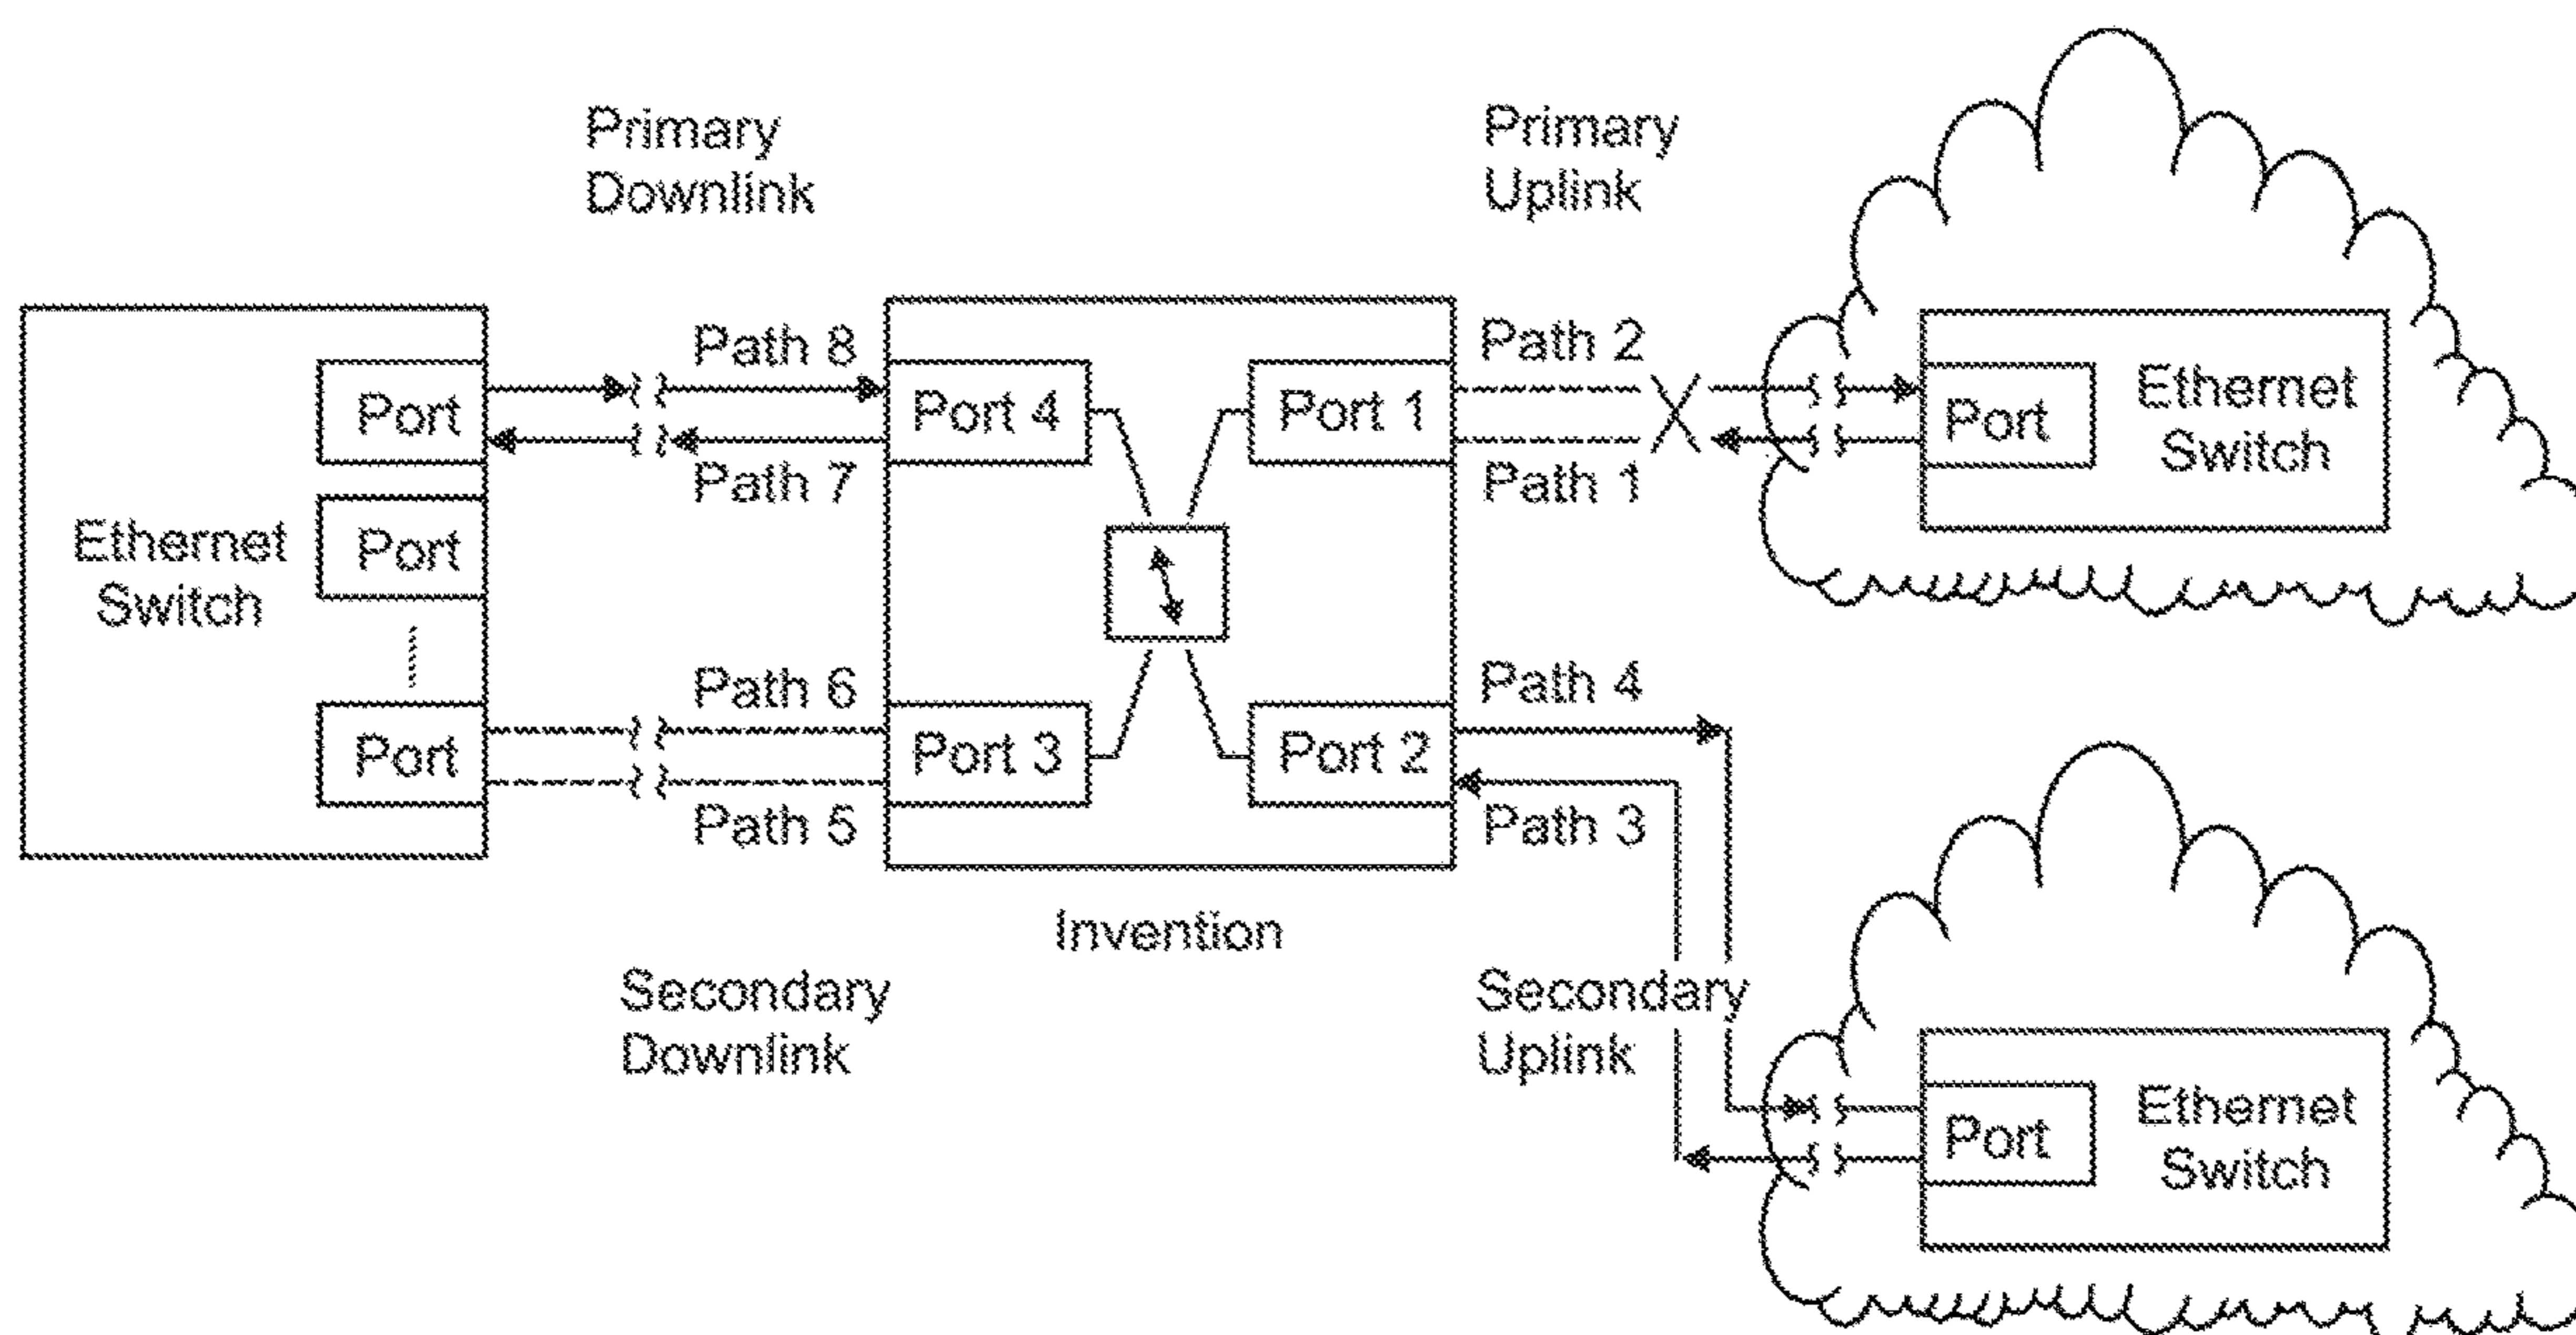 Primary
Downlink
Primary
Uplink
Ethernet
Switch
Port
Port
Port
Path 8
Path 7
Path 6
Path 5
Port 4
Port 1
Port 3
Port 2
Invention
Path 2
Path 1
Path 4
Path 3
Port
Ethernet
Switch
Secondary
Downlink
Secondary
Uplink
Port
Ethernet
Switch